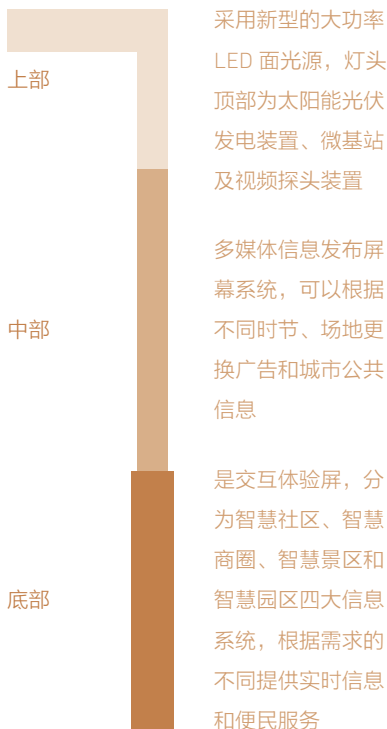 上部
采用新型的大功率
LED 面光源，灯头
顶部为太阳能光伏
发电装置、微基站
及视频探头装置
中部
多媒体信息发布屏
幕系统，可以根据
不同时节、场地更
换广告和城市公共
信息
底部
是交互体验屏，分
为智慧社区、智慧
商圈、智慧景区和
智慧园区四大信息
系统，根据需求的
不同提供实时信息
和便民服务